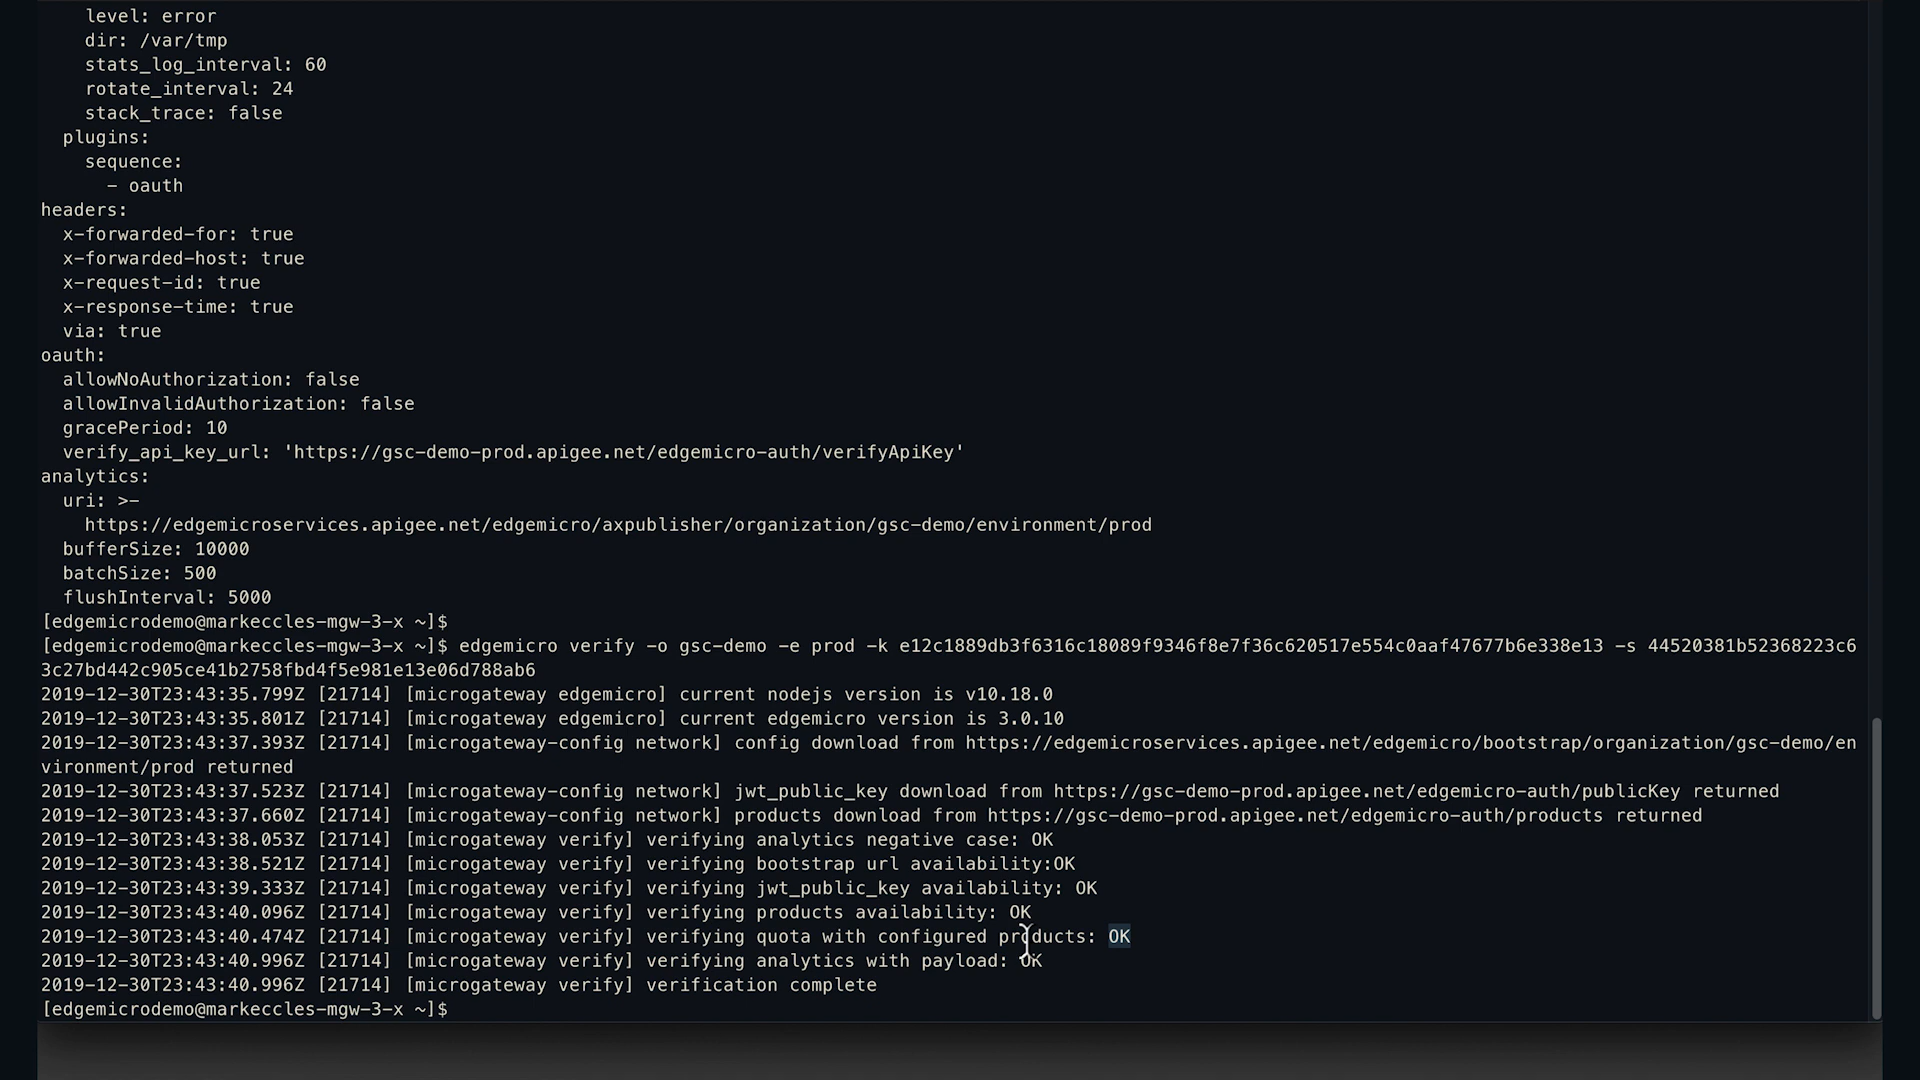 level: error
dir: /var/tmp
stats_log_interval: 60
rotate_interval: 24
stack_trace: false
plugins:
sequence:
- oauth
headers:
x-forwarded-for: true
x-forwarded-host: true
x-request-id: true
x-response-time: true
via: true
oauth:
allowNoAuthorization: false
allowInvalidAuthorization: false
gracePeriod: 10
verify_api_key_url: 'https://gsc-demo-prod.apigee.net/edgemicro-auth/verifyApiKey'
analytics:
uri: >-
https://edgemicroservices.apigee.net/edgemicro/axpublisher/organization/gsc-demo/environment/prod
bufferSize: 10000
batchSize: 500
flushInterval: 5000
[edgemicrodemo@markeccles-mgw-3-x ~]$
[edgemicrodemo@markeccles-mgw-3-x ~]$ edgemicro verify -o gsc-demo -e prod -k e12c1889db3f6316c18089f9346f8e7f36c620517e554c0aaf47677b6e338e13 -s 44520381b52368223c6
3c27bd442c905ce41b2758fbd4f5e981e13e06d788ab6
2019-12-30T23:43:35.799Z [21714] [microgateway edgemicro] current nodejs version is v10.18.0
2019-12-30T23:43:35.801Z [21714] [microgateway edgemicro] current edgemicro version is 3.0.10
2019-12-30T23:43:37.393Z [21714] [microgateway-config network] config download from https://edgemicroservices.apigee.net/edgemicro/bootstrap/organization/gsc-demo/en
vironment/prod returned
2019-12-30T23:43:37.523Z [21714] [microgateway-config network] jwt_public_key download from https://gsc-demo-prod.apigee.net/edgemicro-auth/publicKey returned
2019-12-30T23:43:37.660Z [21714] [microgateway-config network] products download from https://gsc-demo-prod.apigee.net/edgemicro-auth/products returned
2019-12-30T23:43:38.053Z [21714] [microgateway verify] verifying analytics negative case: OK
2019-12-30T23:43:38.521Z [21714] [microgateway verify] verifying bootstrap url availability:OK
2019-12-30T23:43:39.333Z [21714] [microgateway verify] verifying jwt_public_key availability: OK
2019-12-30T23:43:40.096Z [21714] [microgateway verify] verifying products availability: OK
2019-12-30T23:43:40.474Z [21714] [microgateway verify] verifying quota with configured products: OK
2019-12-30T23:43:40.996Z [21714] [microgateway verify] verifying analytics with payload: OK
2019-12-30T23:43:40.996Z [21714] [microgateway verify] verification complete
[edgemicrodemo@markeccles-mgw-3-x ~]$